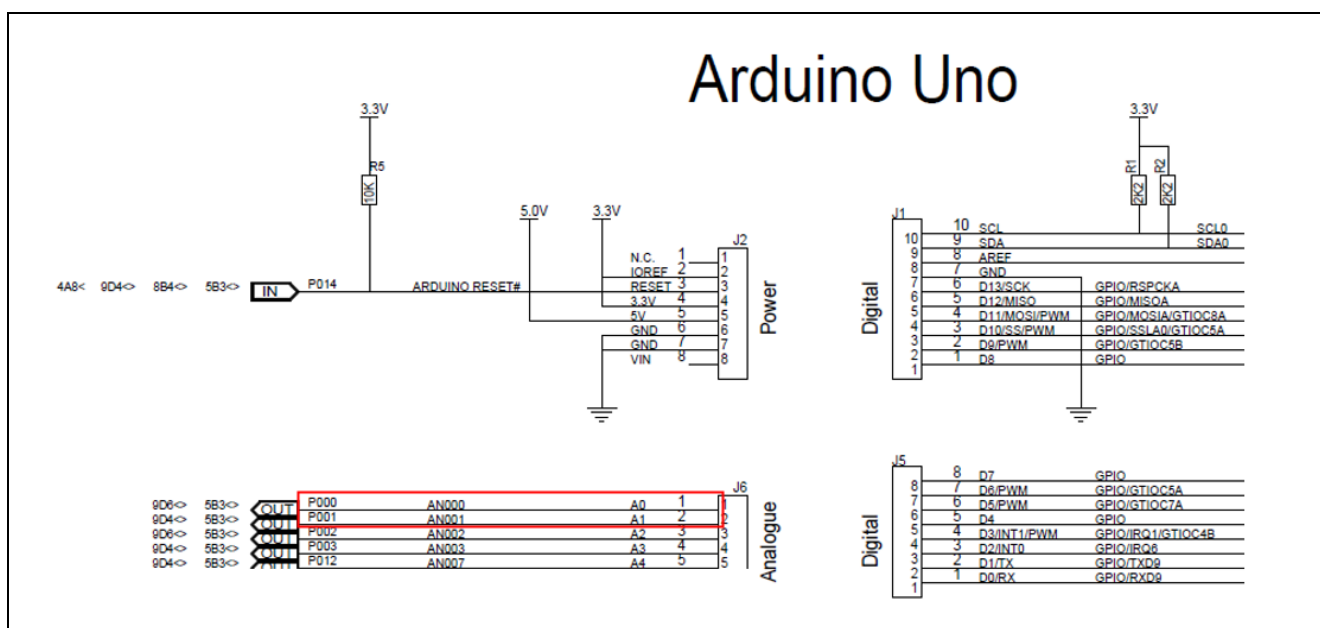 Arduino Uno
3.3V
R5
10K
5.0V
3.3V
J2
N.C. 1 1
IOREF 2 2
4A8< 9D4<> 8B4<> 5B3<> IN P014 ARDUINO RESET# RESET 3 3
3.3V 4 4
5V 5 5
GND 6 6
GND 7 7
VIN 8 8
Power
3.3V
R1 R2
2K2 2K2
J1
10 10 SCL SCL0
9 9 SDA SDA0
8 8 AREF
7 7 GND
6 6 D13/SCK GPIO/RSPCKA
5 5 D12/MISO GPIO/MISOA
4 4 D11/MOSI/PWM GPIO/MOSIA/GTIOC8A
3 3 D10/SS/PWM GPIO/SSLA0/GTIOC5A
2 2 D9/PWM GPIO/GTIOC5B
1 1 D8 GPIO
Digital
J6
9D6<> 5B3<> OUT P000 AN000 A0 1 1
9D4<> 5B3<> OUT P001 AN001 A1 2 2
9D6<> 5B3<> OUT P002 AN002 A2 3 3
9D4<> 5B3<> OUT P003 AN003 A3 4 4
9D4<> 5B3<> OUT P012 AN007 A4 5 5
Analogue
J5
8 8 D7 GPIO
7 7 D6/PWM GPIO/GTIOC5A
6 6 D5/PWM GPIO/GTIOC7A
5 5 D4 GPIO
4 4 D3/INT1/PWM GPIO/IRQ1/GTIOC4B
3 3 D2/INT0 GPIO/IRQ6
2 2 D1/TX GPIO/TXD9
1 1 D0/RX GPIO/RXD9
Digital